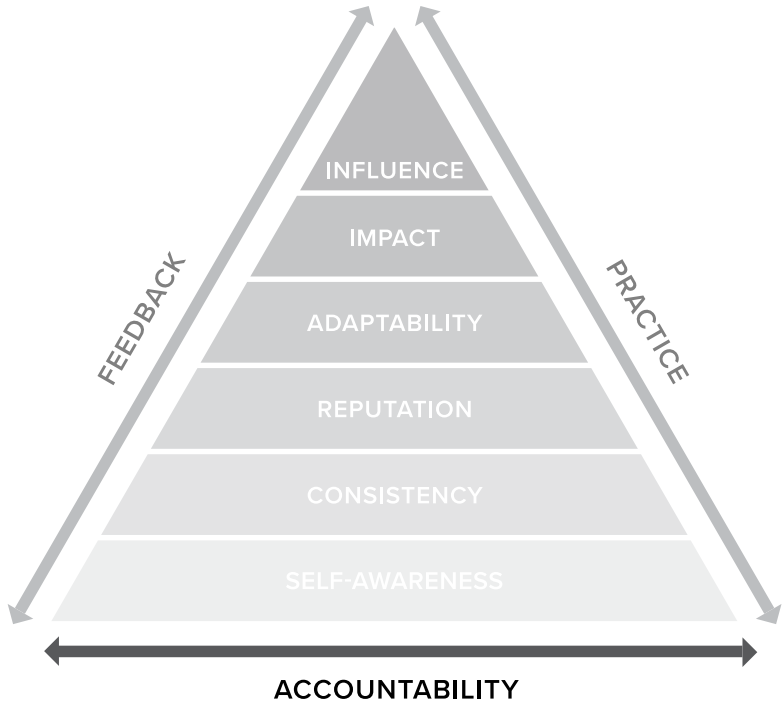 INFLUENCE
IMPACT
ADAPTABILITY
REPUTATION
CONSISTENCY
SELF-AWARENESS
FEEDBACK
PRACTICE
ACCOUNTABILITY